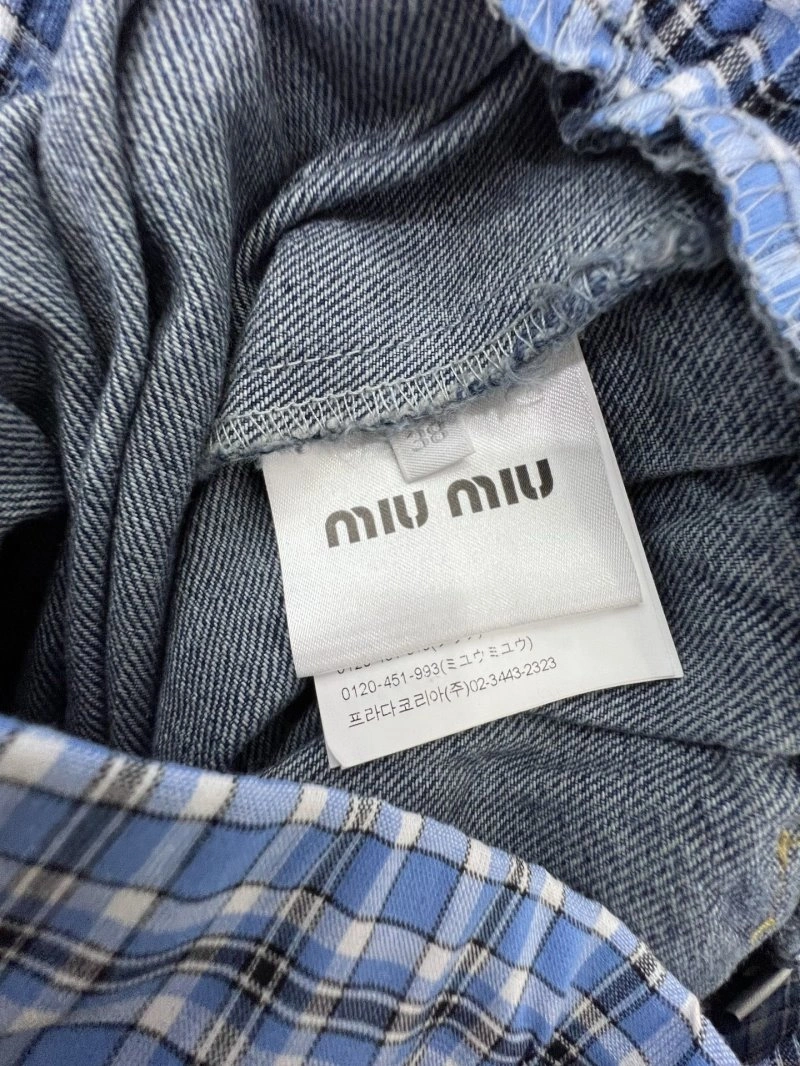 38
miu miu
0120-451-993(ミュウミュウ)
프라다코리아(주)02-3443-2323